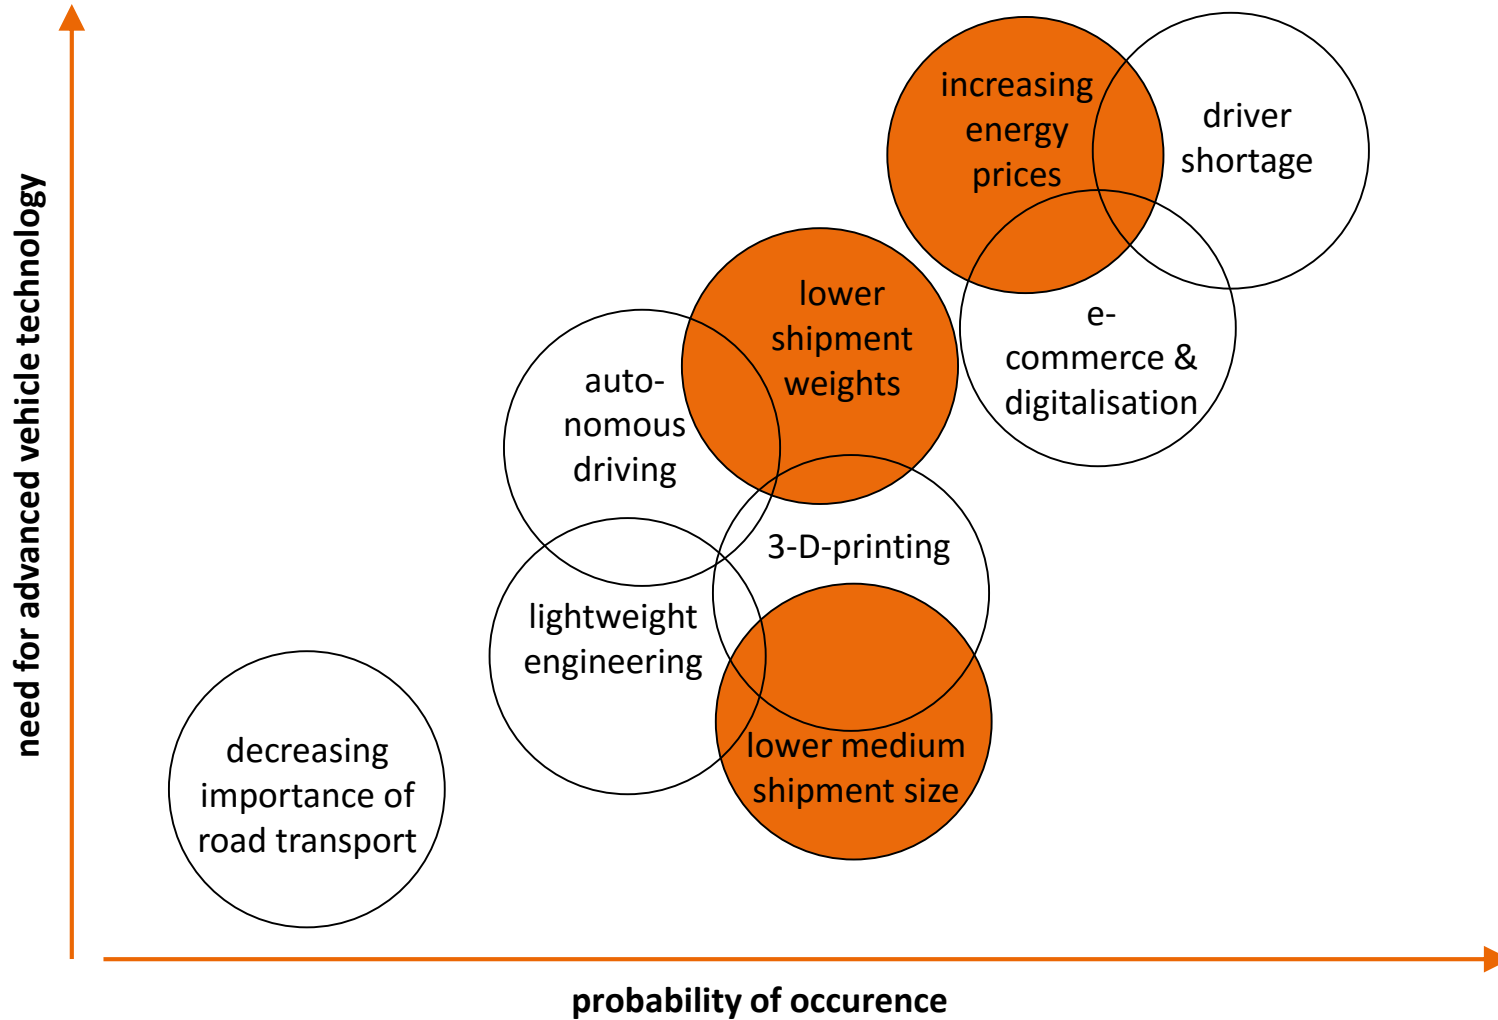 need for advanced vehicle technology
increasing
energy
prices
driver
shortage
lower
shipment
weights
e-
commerce &
digitalisation
auto-
nomous
driving
3-D-printing
lightweight
engineering
lower medium
shipment size
decreasing
importance of
road transport
probability of occurence